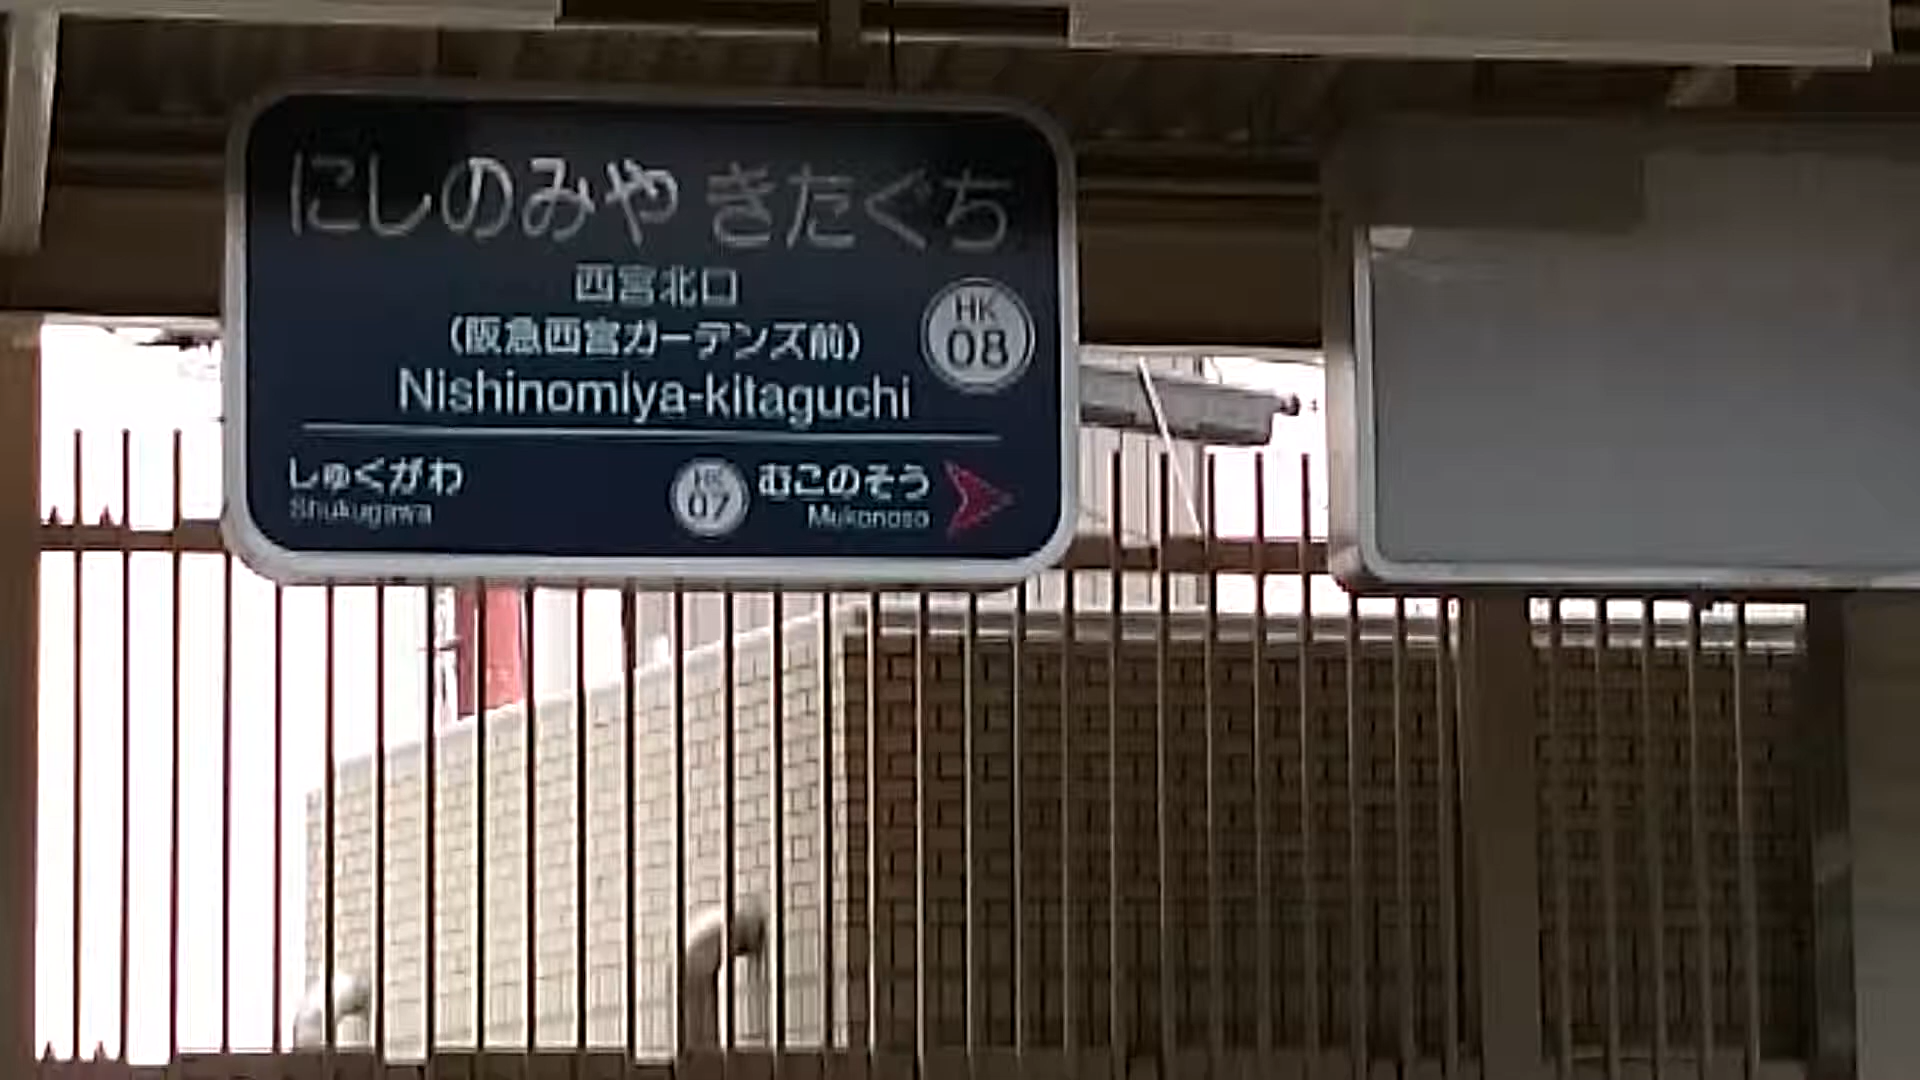 にしのみや きたぐち
西宮北口
(阪急西宮ガーデンズ前)
HK
08
Nishinomiya-kitaguchi
しゅくがわ
Shukugawa
HK
07
むこのそう
Mukonoso